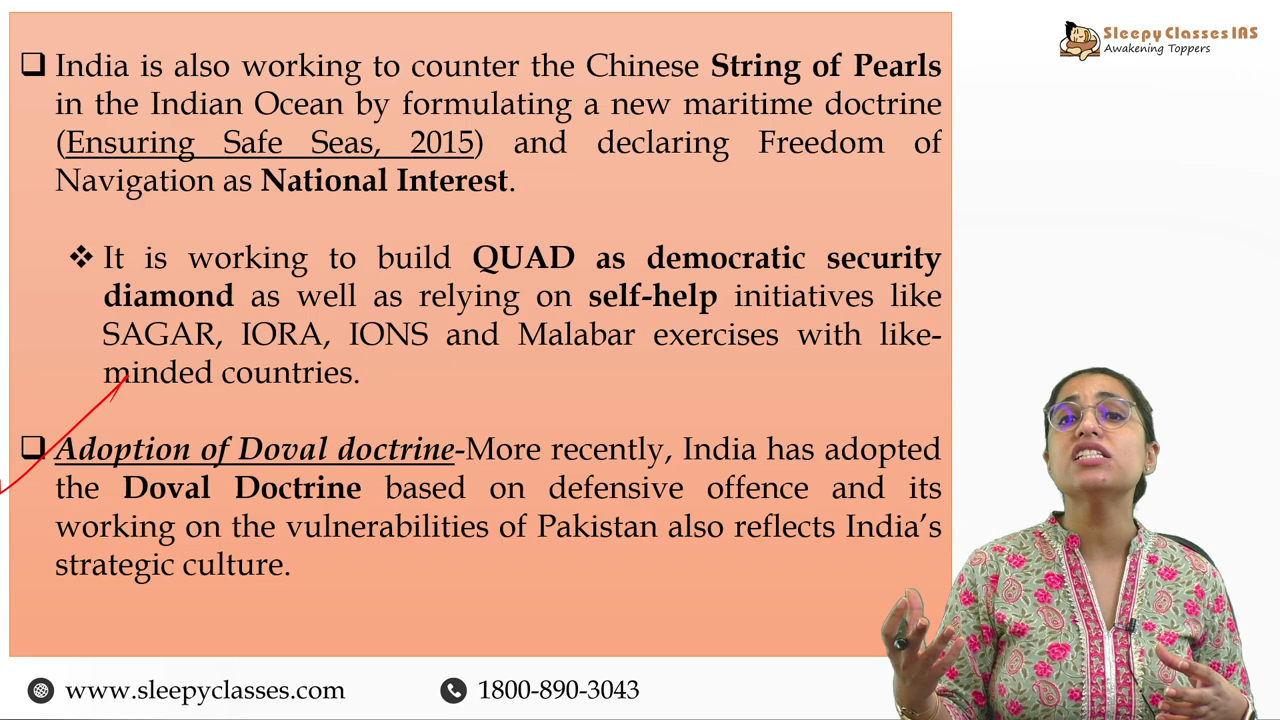 Sleepy Classes IAS
Awakening Toppers
❑ India is also working to counter the Chinese String of Pearls
in the Indian Ocean by formulating a new maritime doctrine
(Ensuring Safe Seas, 2015) and declaring Freedom of
Navigation as National Interest.
❖ It is working to build QUAD as democratic security
diamond as well as relying on self-help initiatives like
SAGAR, IORA, IONS and Malabar exercises with like-
minded countries.
❑ Adoption of Doval doctrine-More recently, India has adopted
the Doval Doctrine based on defensive offence and its
working on the vulnerabilities of Pakistan also reflects India’s
strategic culture.
www.sleepyclasses.com
1800-890-3043